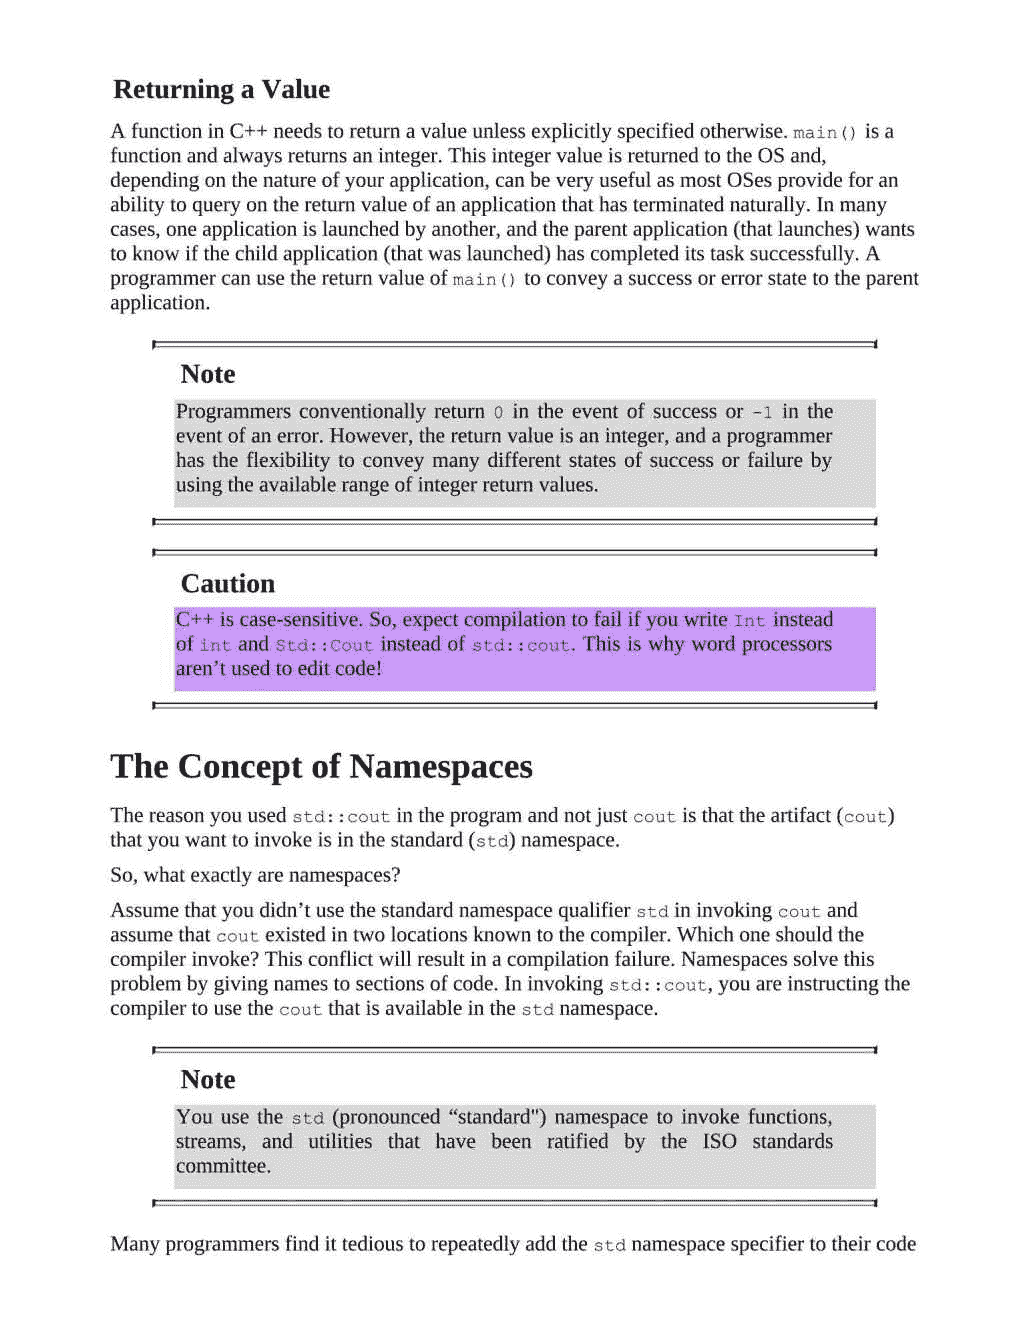 Returning a Value
A function in C++ needs to return a value unless explicitly specified otherwise. main() is a
function and always returns an integer. This integer value is returned to the OS and,
depending on the nature of your application, can be very useful as most OSes provide for an
ability to query on the return value of an application that has terminated naturally. In many
cases, one application is launched by another, and the parent application (that launches) wants
to know if the child application (that was launched) has completed its task successfully. A
programmer can use the return value of main() to convey a success or error state to the parent
application.
Note
Programmers conventionally return 0 in the event of success or -1 in the
event of an error. However, the return value is an integer, and a programmer
has the flexibility to convey many different states of success or failure by
using the available range of integer return values.
Caution
C++ is case-sensitive. So, expect compilation to fail if you write Int instead
of int and Std::Cout instead of std::cout. This is why word processors
aren’t used to edit code!
The Concept of Namespaces
The reason you used std::cout in the program and not just cout is that the artifact (cout)
that you want to invoke is in the standard (std) namespace.
So, what exactly are namespaces?
Assume that you didn’t use the standard namespace qualifier std in invoking cout and
assume that cout existed in two locations known to the compiler. Which one should the
compiler invoke? This conflict will result in a compilation failure. Namespaces solve this
problem by giving names to sections of code. In invoking std::cout, you are instructing the
compiler to use the cout that is available in the std namespace.
Note
You use the std (pronounced “standard") namespace to invoke functions,
streams, and utilities that have been ratified by the ISO standards
committee.
Many programmers find it tedious to repeatedly add the std namespace specifier to their code